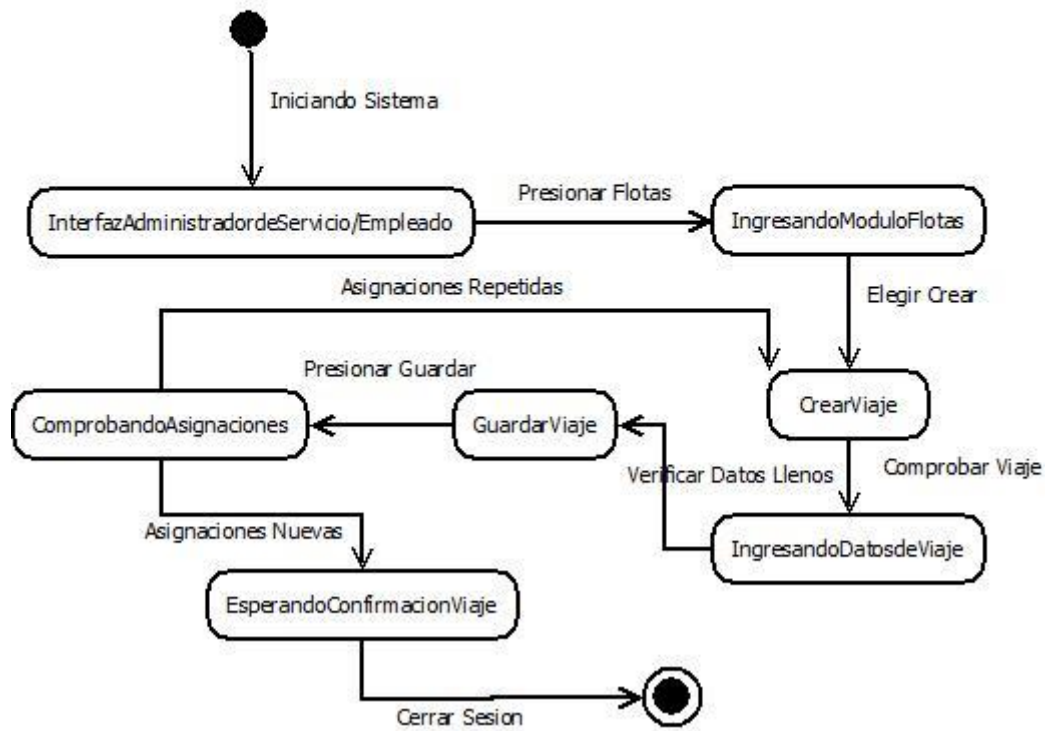 Iniciando Sistema
Presionar Flotas
InterfazAdministradordeServicio/Empleado
IngresandoModuloFlotas
Asignaciones Repetidas
Elegir Crear
Presionar Guardar
ComprobandoAsignaciones
GuardarViaje
CrearViaje
Verificar Datos Llenos
Comprobar Viaje
Asignaciones Nuevas
IngresandoDatosdeViaje
EsperandoConfirmacionViaje
Cerrar Sesion